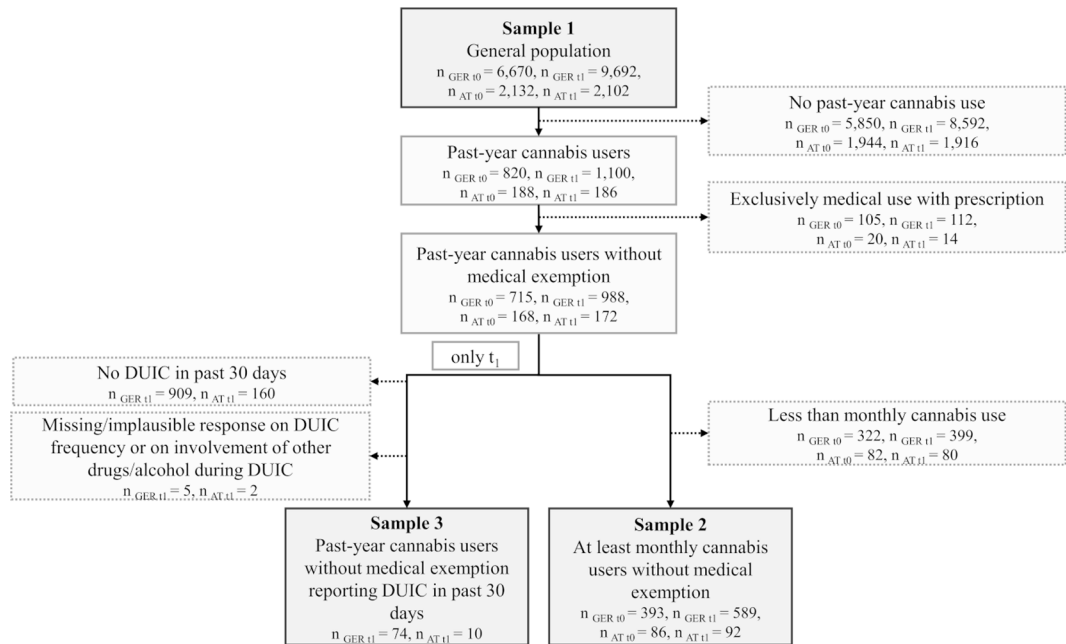 Sample 1
General population
n GER t0 = 6,670, n GER t1 = 9,692,
n AT t0 = 2,132, n AT t1 = 2,102
No past-year cannabis use
n GER t0 = 5,850, n GER t1 = 8,592,
n AT t0 = 1,944, n AT t1 = 1,916
Past-year cannabis users
n GER t0 = 820, n GER t1 = 1,100,
n AT t0 = 188, n AT t1 = 186
Exclusively medical use with prescription
n GER t0 = 105, n GER t1 = 112,
n AT t0 = 20, n AT t1 = 14
Past-year cannabis users without
medical exemption
n GER t0 = 715, n GER t1 = 988,
n AT t0 = 168, n AT t1 = 172
only t1
No DUIC in past 30 days
n GER t1 = 909, n AT t1 = 160
Missing/implausible response on DUIC
frequency or on involvement of other
drugs/alcohol during DUIC
n GER t1 = 5, n AT t1 = 2
Less than monthly cannabis use
n GER t0 = 322, n GER t1 = 399,
n AT t0 = 82, n AT t1 = 80
Sample 3
Past-year cannabis users
without medical exemption
reporting DUIC in past 30
days
n GER t1 = 74, n AT t1 = 10
Sample 2
At least monthly cannabis
users without medical
exemption
n GER t0 = 393, n GER t1 = 589,
n AT t0 = 86, n AT t1 = 92